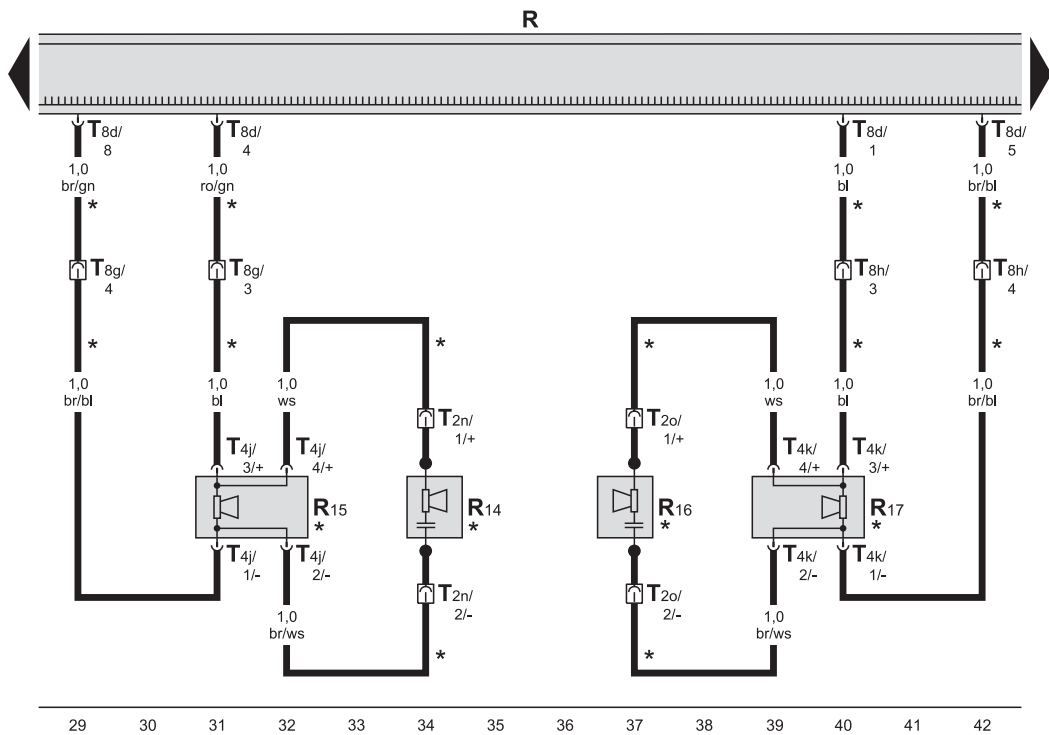 R
T8d/ T8d/ T8d/ T8d/
8 4 1 5
1,0 1,0 1,0 1,0
br/gn ro/gn bl br/bl
* * * *
T8g/ T8g/ T8h/ T8h/
4 3 3 4
* * * * * *
1,0 1,0 1,0 1,0 1,0 1,0
br/bl bl ws ws bl br/bl
T2n/ T2o/
1/+ 1/+
T4j/ T4j/ T4k/ T4k/
3/+ 4/+ 4/+ 3/+
R15 R14 R16 R17
* * * *
T4j/ T4j/ T4k/ T4k/
1/- 2/- 2/- 1/-
T2n/ T2o/
2/- 2/-
1,0 1,0
br/ws br/ws
* *
29 30 31 32 33 34 35 36 37 38 39 40 41 42